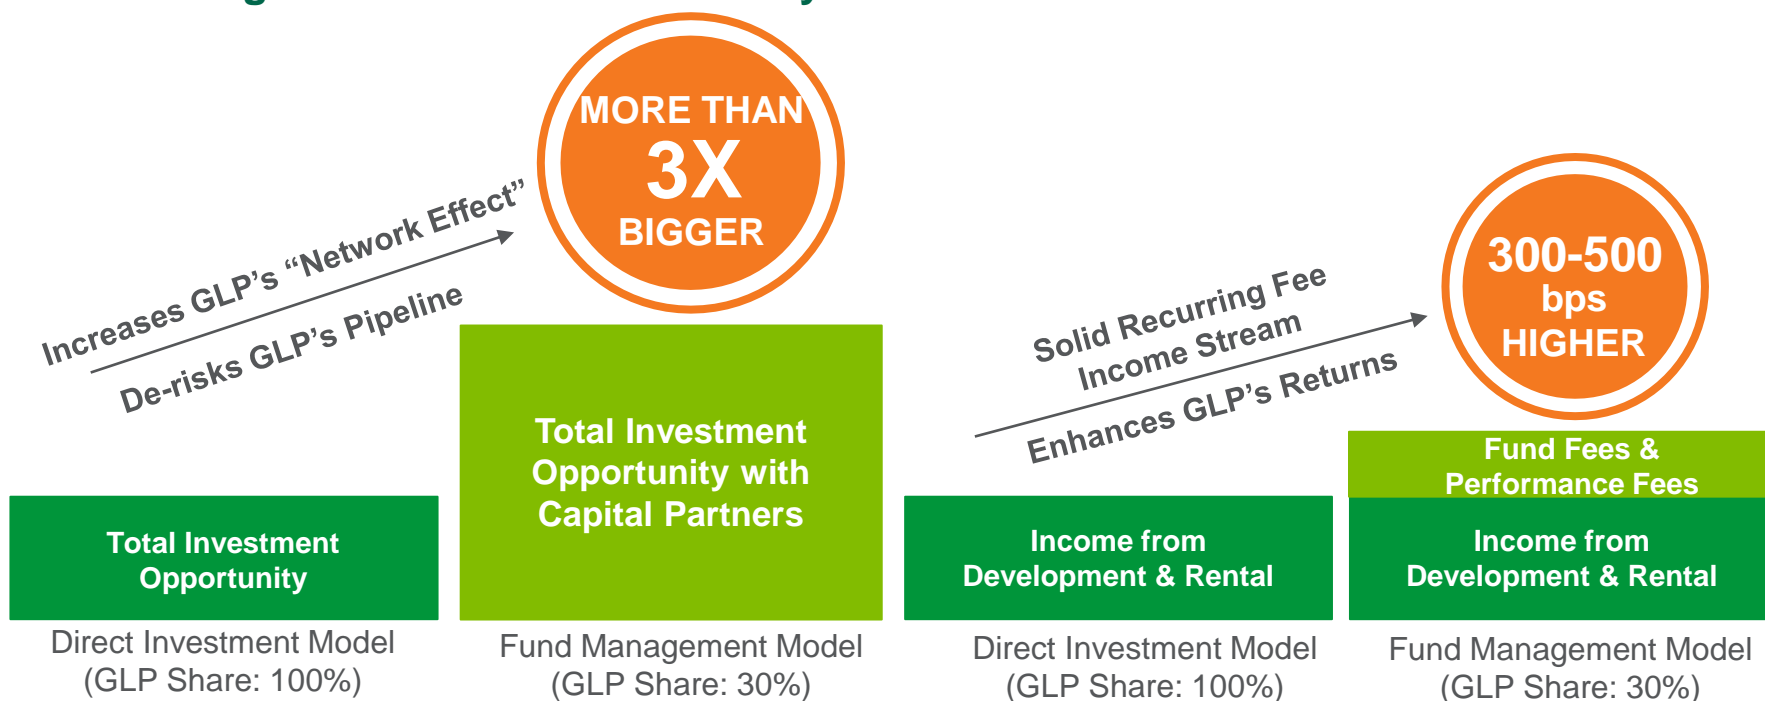 MORE THAN
3X
BIGGER
Increases GLP’s “Network Effect”
De-risks GLP’s Pipeline
Total Investment
Opportunity with
Capital Partners
Total Investment
Opportunity
Direct Investment Model
(GLP Share: 100%)
Fund Management Model
(GLP Share: 30%)
300-500
bps
HIGHER
Solid Recurring Fee
Income Stream
Enhances GLP’s Returns
Fund Fees &
Performance Fees
Income from
Development & Rental
Income from
Development & Rental
Direct Investment Model
(GLP Share: 100%)
Fund Management Model
(GLP Share: 30%)